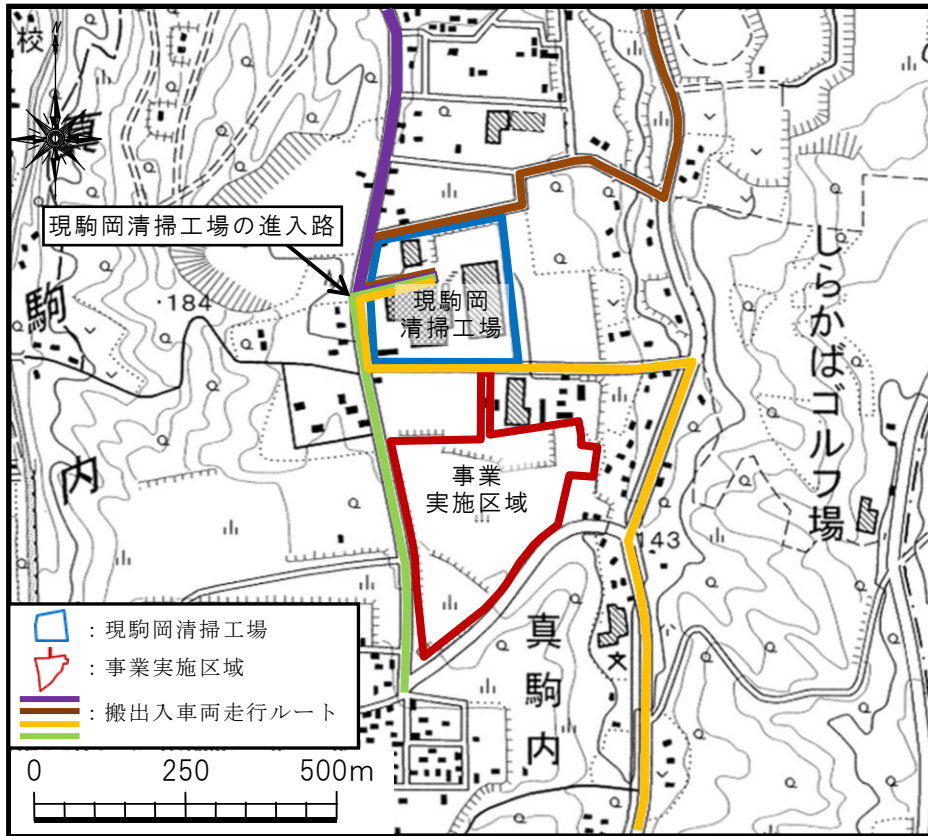 校
真
駒
内
現駒岡清掃工場の進入路
・184
現駒岡
清掃工場
しらかばゴルフ場
事業
実施区域
143
真
駒
内
：現駒岡清掃工場
：事業実施区域
：搬出入車両走行ルート
0 250 500m